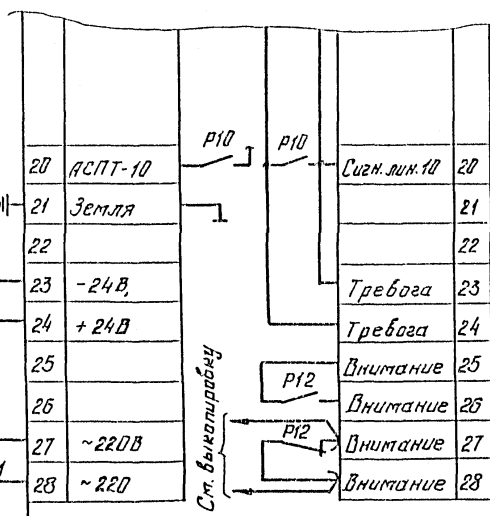 Р10 Р10
20 АСПТ-10 Сигн. лин. 10 20
21 Земля 21
22 22
23 -24В, Тревога 23
24 +24В Тревога 24
25 Внимание 25
Р12
26 Внимание 26
См. выкопировку
Р12
27 ~220В Внимание 27
28 ~220 Внимание 28